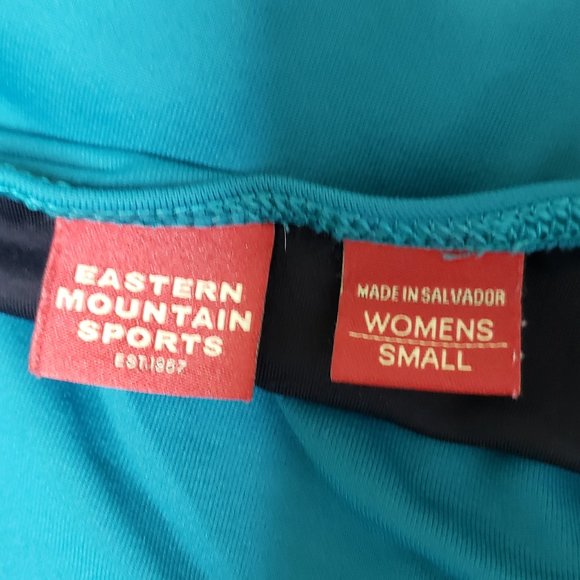 EASTERN
MOUNTAIN
SPORTS
EST.1967
MADE IN SALVADOR
WOMENS
SMALL